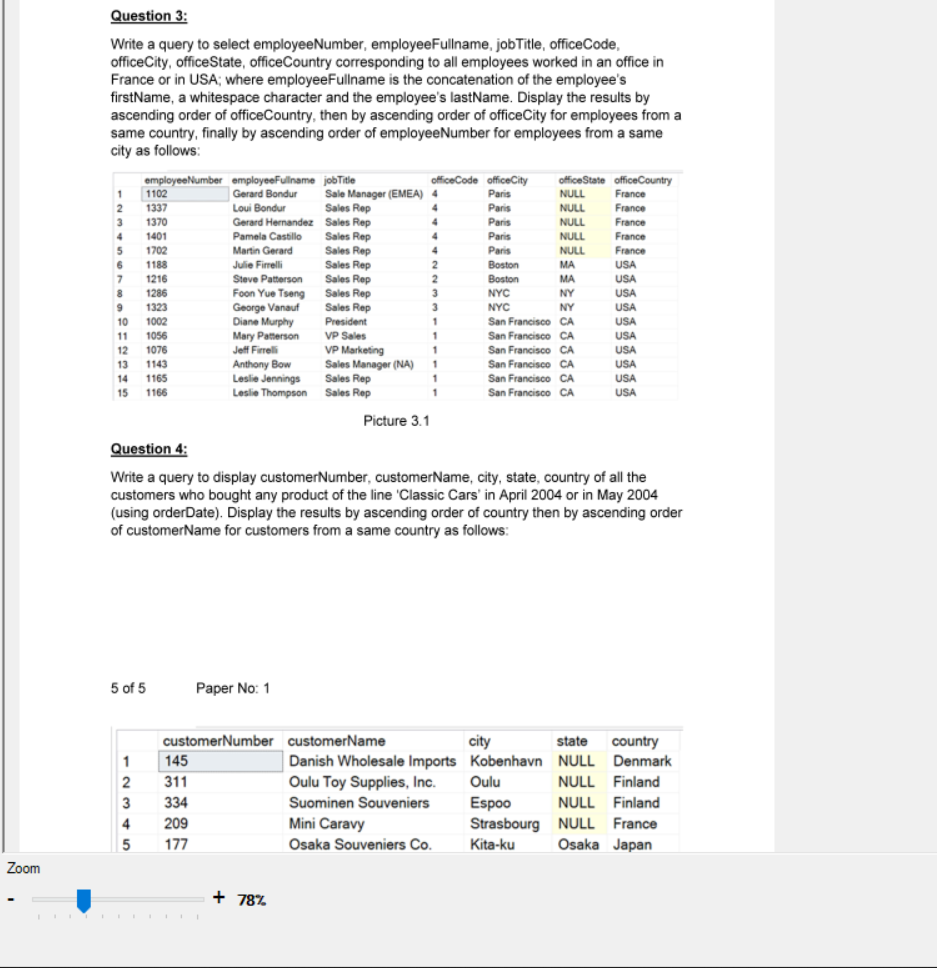 Question 3:
Write a query to select employeeNumber, employeeFullname, jobTitle, officeCode,
officeCity, officeState, officeCountry corresponding to all employees worked in an office in
France or in USA; where employeeFullname is the concatenation of the employee's
firstName, a whitespace character and the employee's lastName. Display the results by
ascending order of officeCountry, then by ascending order of officeCity for employees from a
same country, finally by ascending order of employeeNumber for employees from a same
city as follows:
employeeNumber employeeFullname jobTitle officeCode officeCity officeState officeCountry
1 1102 Gerard Bondur Sale Manager (EMEA) 4 Paris NULL France
2 1337 Loui Bondur Sales Rep 4 Paris NULL France
3 1370 Gerard Hernandez Sales Rep 4 Paris NULL France
4 1401 Pamela Castillo Sales Rep 4 Paris NULL France
5 1702 Martin Gerard Sales Rep 4 Paris NULL France
6 1188 Julie Firrelli Sales Rep 2 Boston MA USA
7 1216 Steve Patterson Sales Rep 2 Boston MA USA
8 1286 Foon Yue Tseng Sales Rep 3 NYC NY USA
9 1323 George Vanauf Sales Rep 3 NYC NY USA
10 1002 Diane Murphy President 1 San Francisco CA USA
11 1056 Mary Patterson VP Sales 1 San Francisco CA USA
12 1076 Jeff Firrelli VP Marketing 1 San Francisco CA USA
13 1143 Anthony Bow Sales Manager (NA) 1 San Francisco CA USA
14 1165 Leslie Jennings Sales Rep 1 San Francisco CA USA
15 1166 Leslie Thompson Sales Rep 1 San Francisco CA USA
Picture 3.1
Question 4:
Write a query to display customerNumber, customerName, city, state, country of all the
customers who bought any product of the line 'Classic Cars' in April 2004 or in May 2004
(using orderDate). Display the results by ascending order of country then by ascending order
of customerName for customers from a same country as follows:
5 of 5 Paper No: 1
customerNumber customerName city state country
1 145 Danish Wholesale Imports Kobenhavn NULL Denmark
2 311 Oulu Toy Supplies, Inc. Oulu NULL Finland
3 334 Suominen Souveniers Espoo NULL Finland
4 209 Mini Caravy Strasbourg NULL France
5 177 Osaka Souveniers Co. Kita-ku Osaka Japan
Zoom
- + 78%